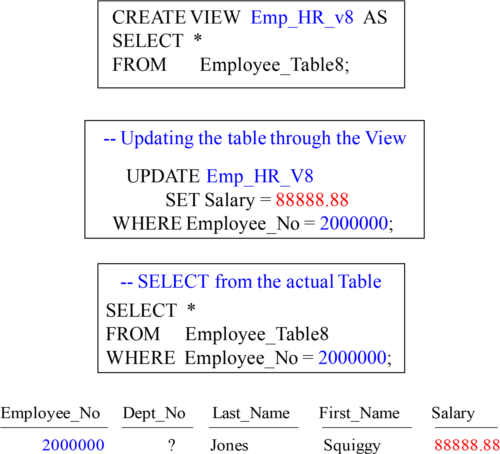 CREATE VIEW Emp_HR_v8 AS
SELECT *
FROM Employee_Table8;
-- Updating the table through the View
UPDATE Emp_HR_V8
SET Salary = 88888.88
WHERE Employee_No = 2000000;
-- SELECT from the actual Table
SELECT *
FROM Employee_Table8
WHERE Employee_No = 2000000;
Employee_No Dept_No Last_Name First_Name Salary
2000000 ? Jones Squiggy 88888.88